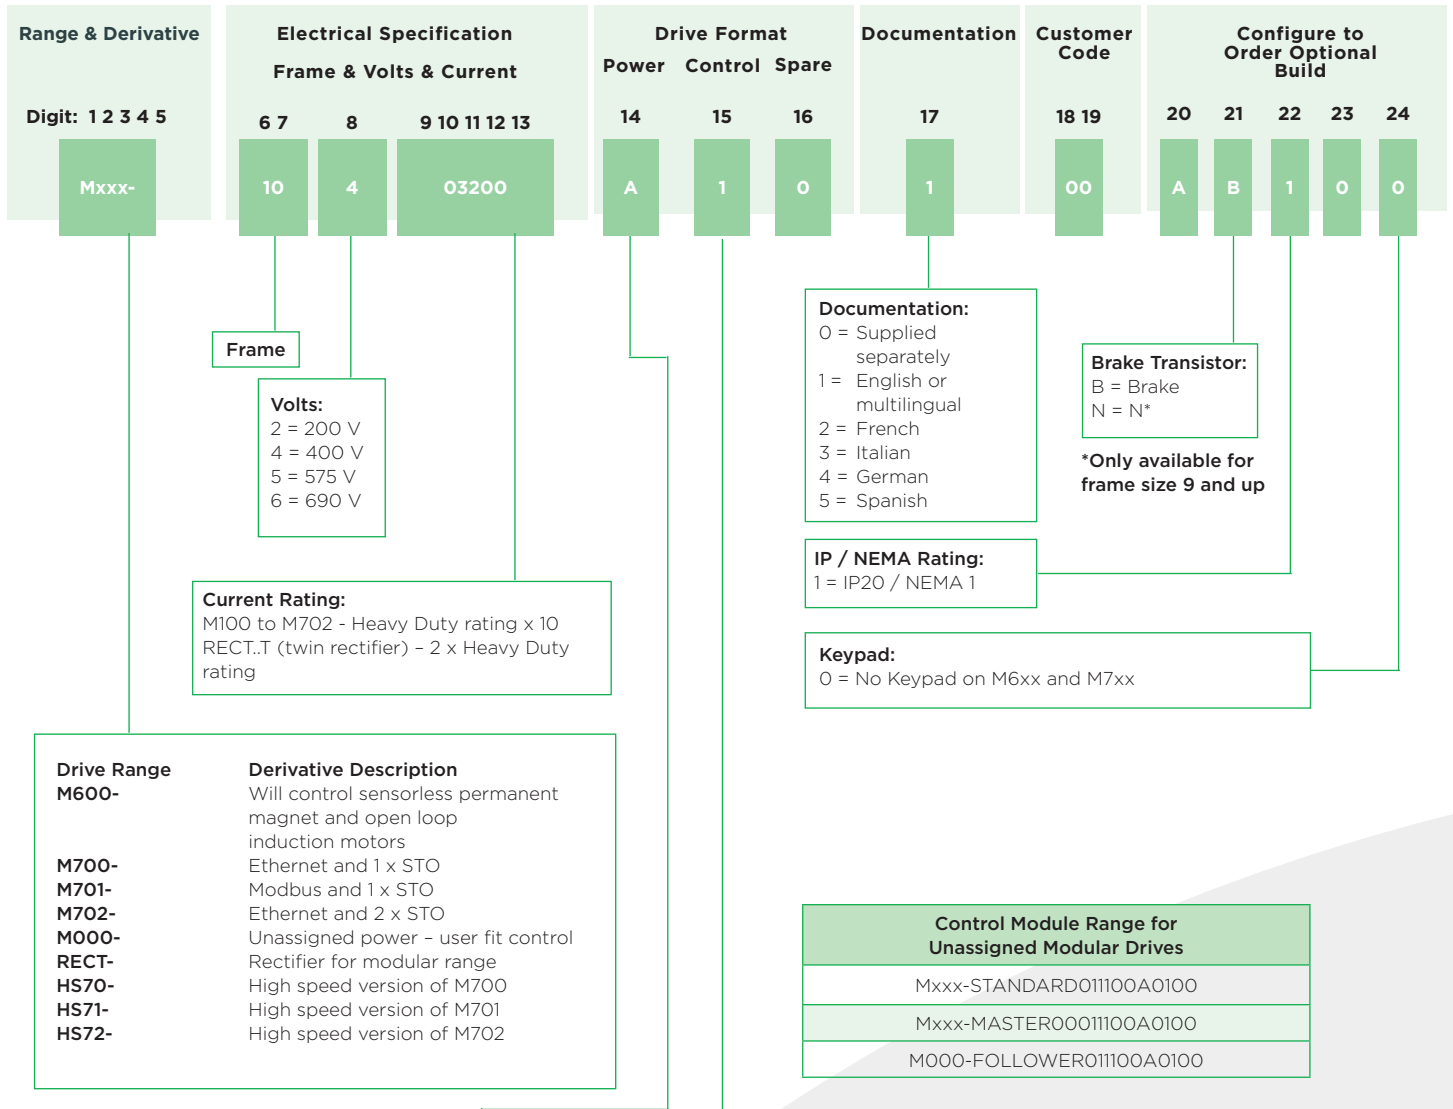 Range & Derivative
Electrical Specification
Frame & Volts & Current
Drive Format
Power Control Spare
Documentation
Customer
Code
Configure to
Order Optional
Build
Digit: 1 2 3 4 5
6 7
8
9 10 11 12 13
14
15
16
17
18 19
20
21
22
23
24
Mxxx-
10
4
03200
A
1
0
1
00
A
B
1
0
0
Frame
Volts:
2 = 200 V
4 = 400 V
5 = 575 V
6 = 690 V
Documentation:
0 = Supplied
separately
1 = English or
multilingual
2 = French
3 = Italian
4 = German
5 = Spanish
Brake Transistor:
B = Brake
N = N*
*Only available for
frame size 9 and up
IP / NEMA Rating:
1 = IP20 / NEMA 1
Current Rating:
M100 to M702 - Heavy Duty rating x 10
RECT..T (twin rectifier) – 2 x Heavy Duty
rating
Keypad:
0 = No Keypad on M6xx and M7xx
Drive Range Derivative Description
M600- Will control sensorless permanent
magnet and open loop
induction motors
M700- Ethernet and 1 x STO
M701- Modbus and 1 x STO
M702- Ethernet and 2 x STO
M000- Unassigned power – user fit control
RECT- Rectifier for modular range
HS70- High speed version of M700
HS71- High speed version of M701
HS72- High speed version of M702
Control Module Range for
Unassigned Modular Drives
Mxxx-STANDARD011100A0100
Mxxx-MASTER00011100A0100
M000-FOLLOWER011100A0100